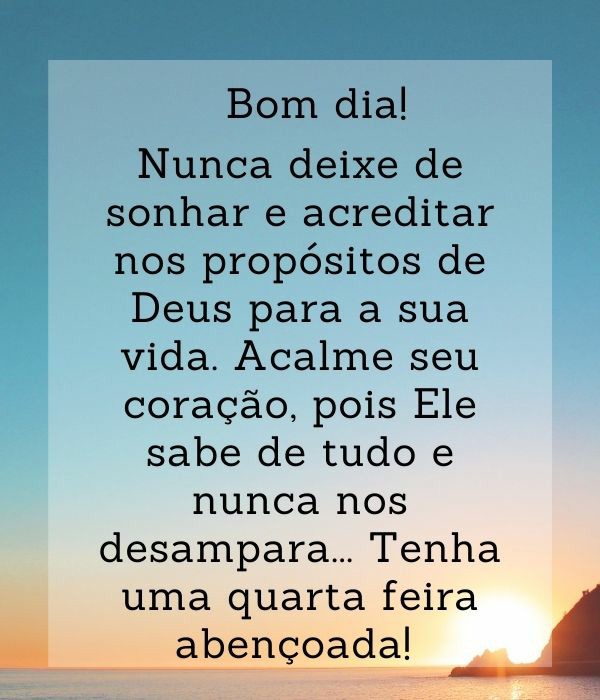 Bom dia!
Nunca deixe de
sonhar e acreditar
nos propósitos de
Deus para a sua
vida. Acalme seu
coração, pois Ele
sabe de tudo e
nunca nos
desampara... Tenha
uma quarta feira
abençoada!